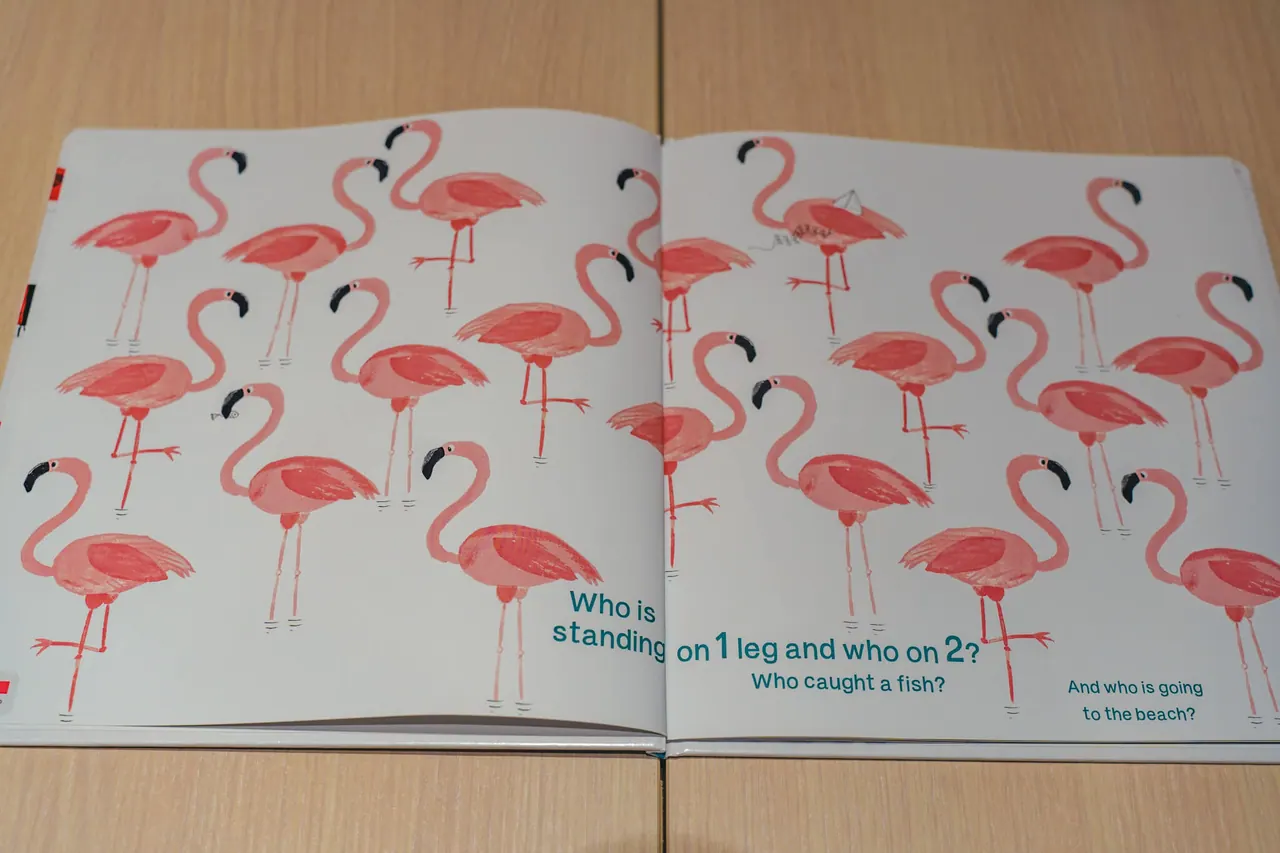 Who is
standing on 1 leg and who on 2?
Who caught a fish?
And who is going
to the beach?